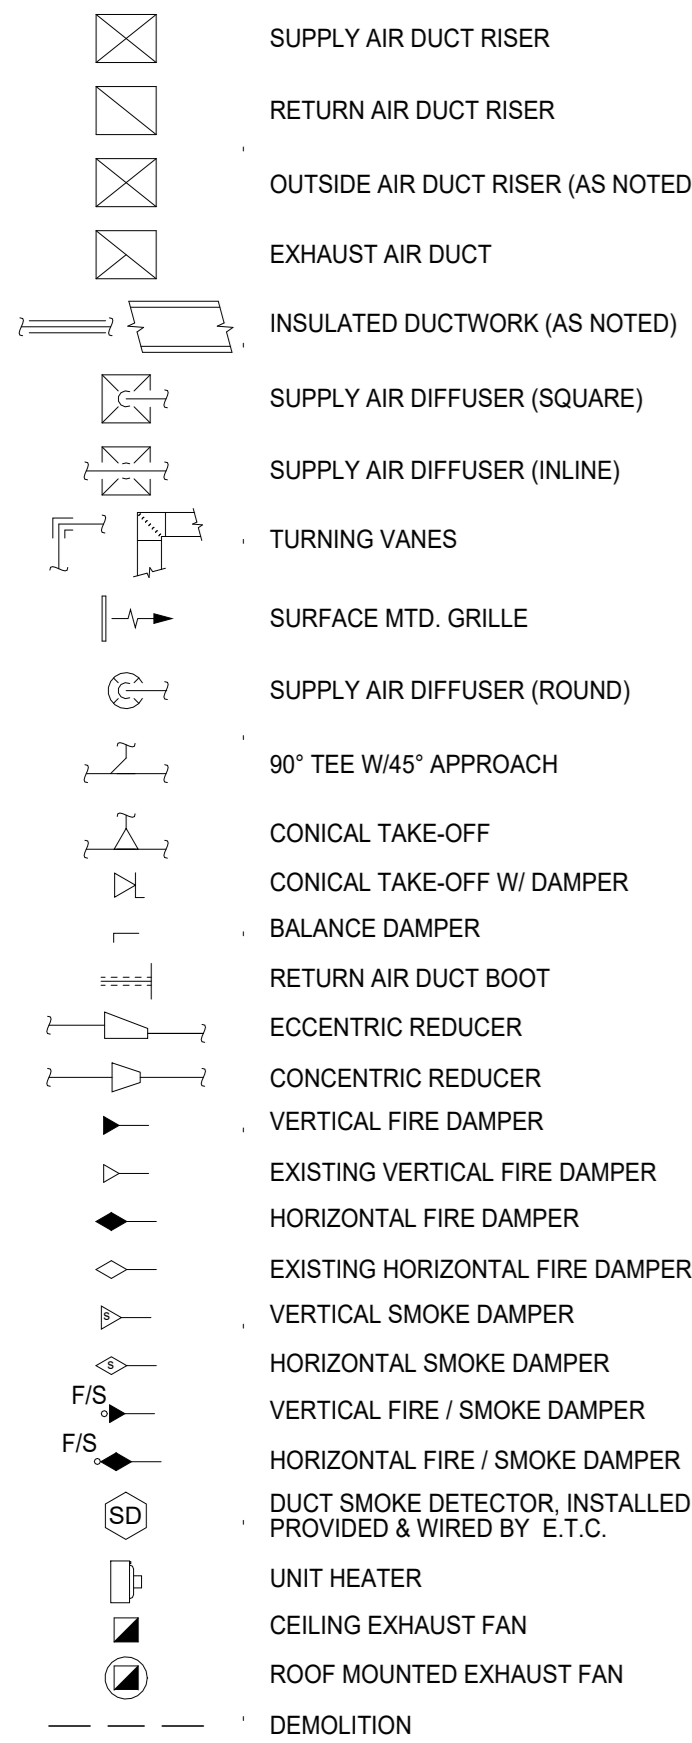 SUPPLY AIR DUCT RISER
RETURN AIR DUCT RISER
OUTSIDE AIR DUCT RISER (AS NOTED
EXHAUST AIR DUCT
INSULATED DUCTWORK (AS NOTED)
SUPPLY AIR DIFFUSER (SQUARE)
SUPPLY AIR DIFFUSER (INLINE)
TURNING VANES
SURFACE MTD. GRILLE
SUPPLY AIR DIFFUSER (ROUND)
90° TEE W/45° APPROACH
CONICAL TAKE-OFF
CONICAL TAKE-OFF W/ DAMPER
BALANCE DAMPER
RETURN AIR DUCT BOOT
ECCENTRIC REDUCER
CONCENTRIC REDUCER
VERTICAL FIRE DAMPER
EXISTING VERTICAL FIRE DAMPER
HORIZONTAL FIRE DAMPER
EXISTING HORIZONTAL FIRE DAMPER
S VERTICAL SMOKE DAMPER
S HORIZONTAL SMOKE DAMPER
F/S VERTICAL FIRE / SMOKE DAMPER
F/S HORIZONTAL FIRE / SMOKE DAMPER
SD DUCT SMOKE DETECTOR, INSTALLED
PROVIDED & WIRED BY E.T.C.
UNIT HEATER
CEILING EXHAUST FAN
ROOF MOUNTED EXHAUST FAN
DEMOLITION